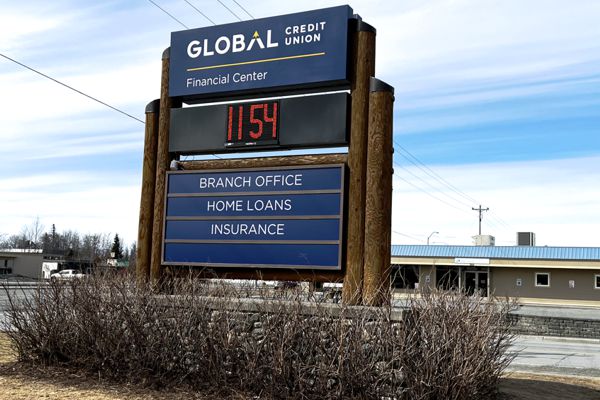 GLOBAL CREDIT UNION
Financial Center
1154
BRANCH OFFICE
HOME LOANS
INSURANCE